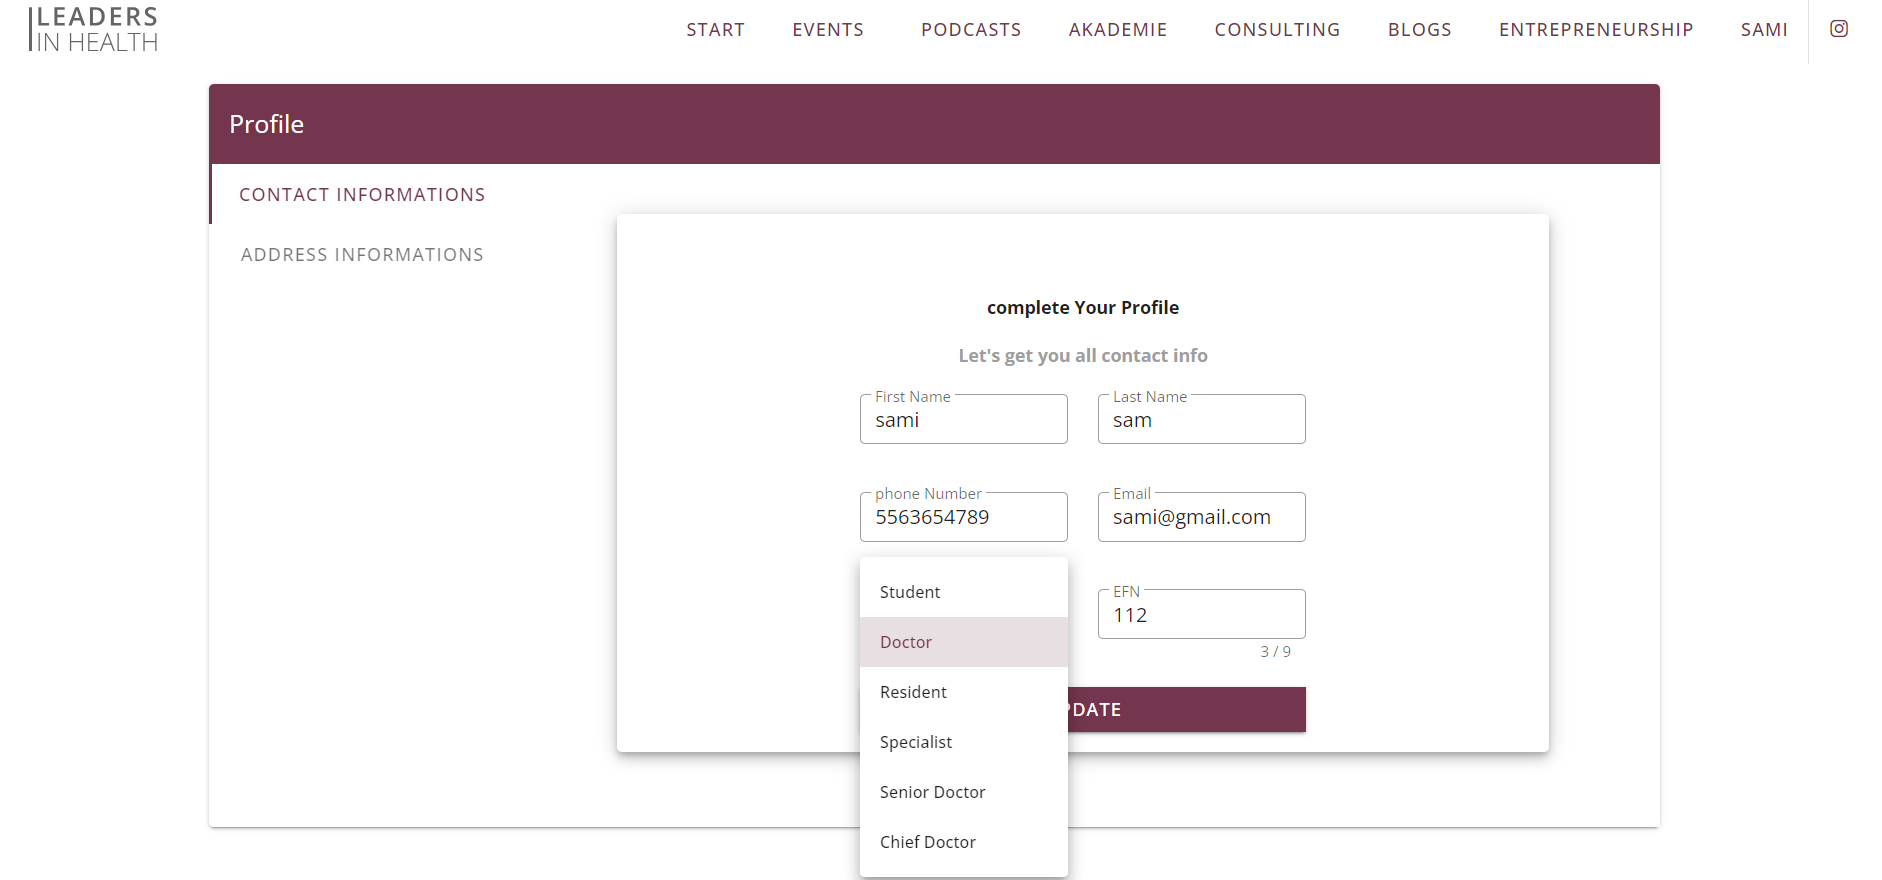 LEADERS
IN HEALTH
START EVENTS PODCASTS AKADEMIE CONSULTING BLOGS ENTREPRENEURSHIP SAMI
Profile
CONTACT INFORMATIONS
ADDRESS INFORMATIONS
complete Your Profile
Let's get you all contact info
First Name
sami
Last Name
sam
phone Number
5563654789
Email
sami@gmail.com
Student
Doctor
Resident
Specialist
Senior Doctor
Chief Doctor
EFN
112
3 / 9
PDATE